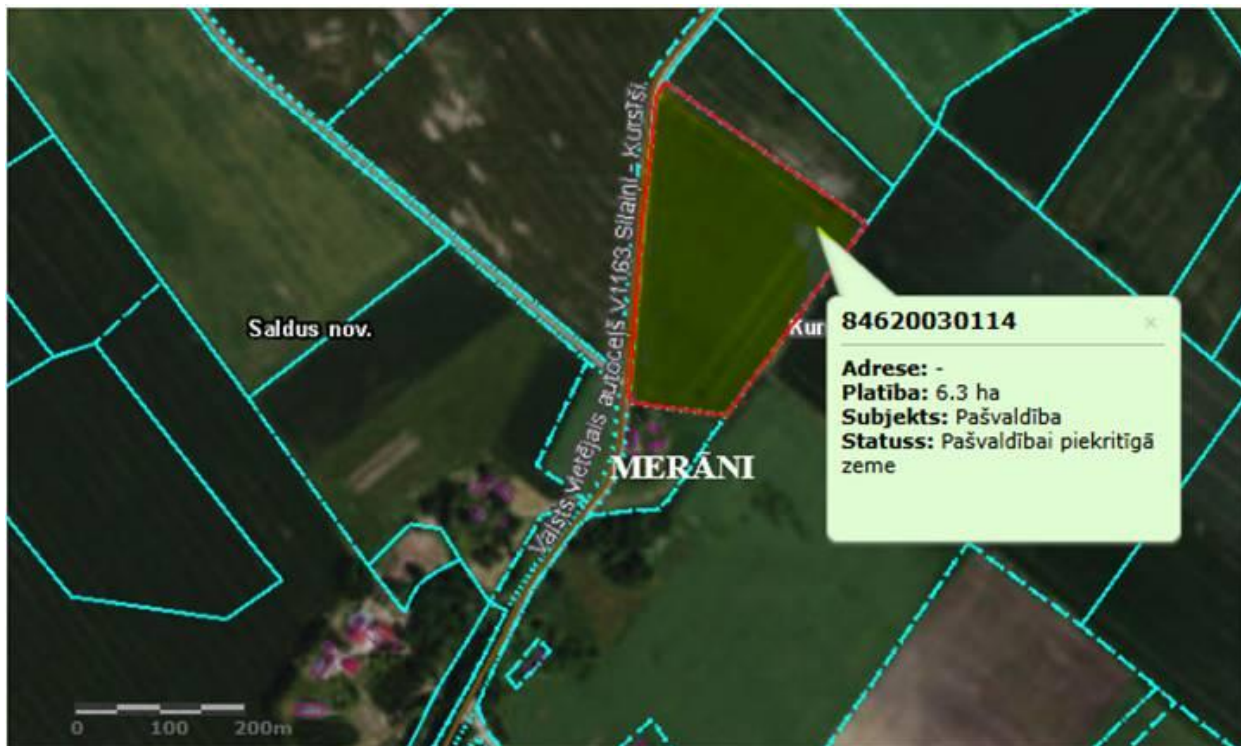 Valsts vietējais autoceļš V1163 Silaiņi - Kursīši
Saldus nov.
Kur
84620030114
×
Adrese: -
Platība: 6.3 ha
Subjekts: Pašvaldība
Statuss: Pašvaldībai piekritīgā
zeme
MERĀNI
0 100 200m